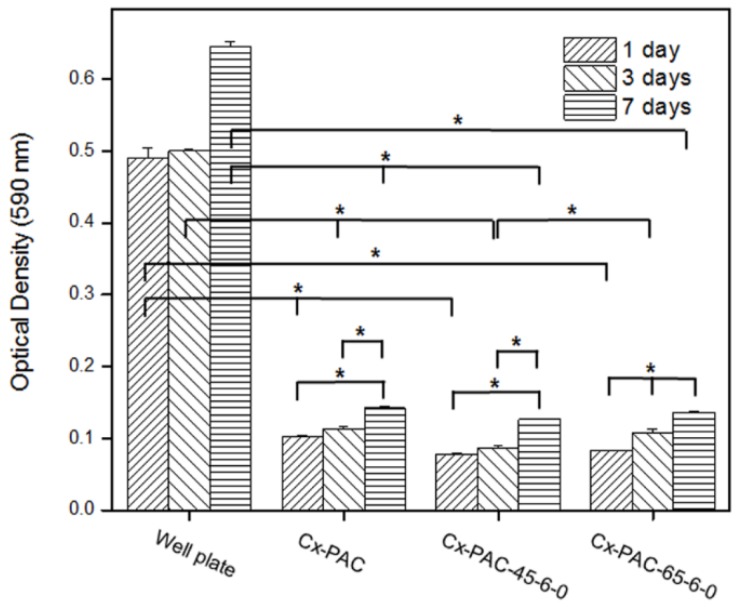 Optical Density (590 nm)
0.6
0.5
0.4
0.3
0.2
0.1
0.0
1 day
3 days
7 days
*
*
*
*
*
*
*
*
*
*
*
Well plate
Cx-PAC
Cx-PAC-45-6-0
Cx-PAC-65-6-0